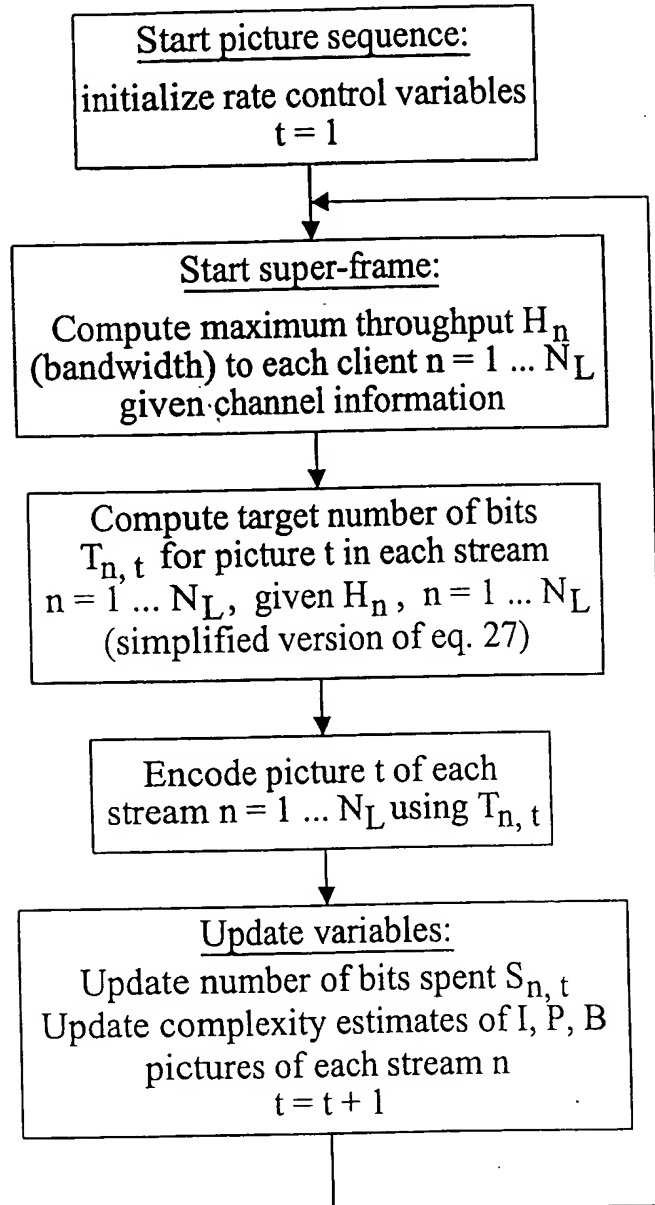 Start picture sequence:
initialize rate control variables
t = 1
Start super-frame:
Compute maximum throughput H_n
(bandwidth) to each client n = 1 ... N_L
given channel information
Compute target number of bits
T_n, t for picture t in each stream
n = 1 ... N_L, given H_n , n = 1 ... N_L
(simplified version of eq. 27)
Encode picture t of each
stream n = 1 ... N_L using T_n, t
Update variables:
Update number of bits spent S_n, t
Update complexity estimates of I, P, B
pictures of each stream n
t = t + 1